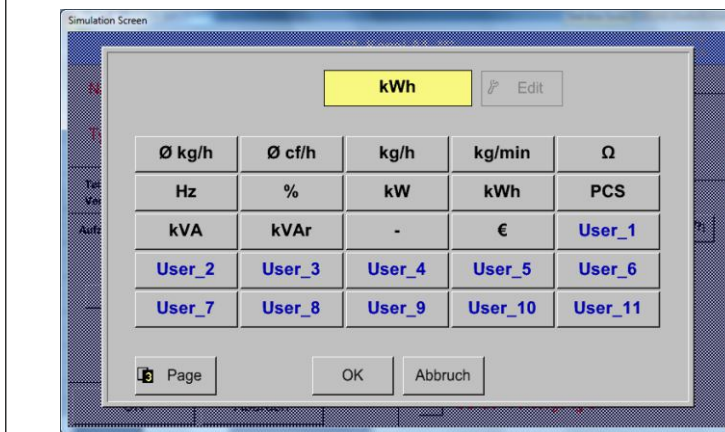 Simulation Screen
kWh
Edit
Ø kg/h Ø cf/h kg/h kg/min Ω
Hz % kW kWh PCS
kVA kVAr - € User_1
User_2 User_3 User_4 User_5 User_6
User_7 User_8 User_9 User_10 User_11
3 Page OK Abbruch